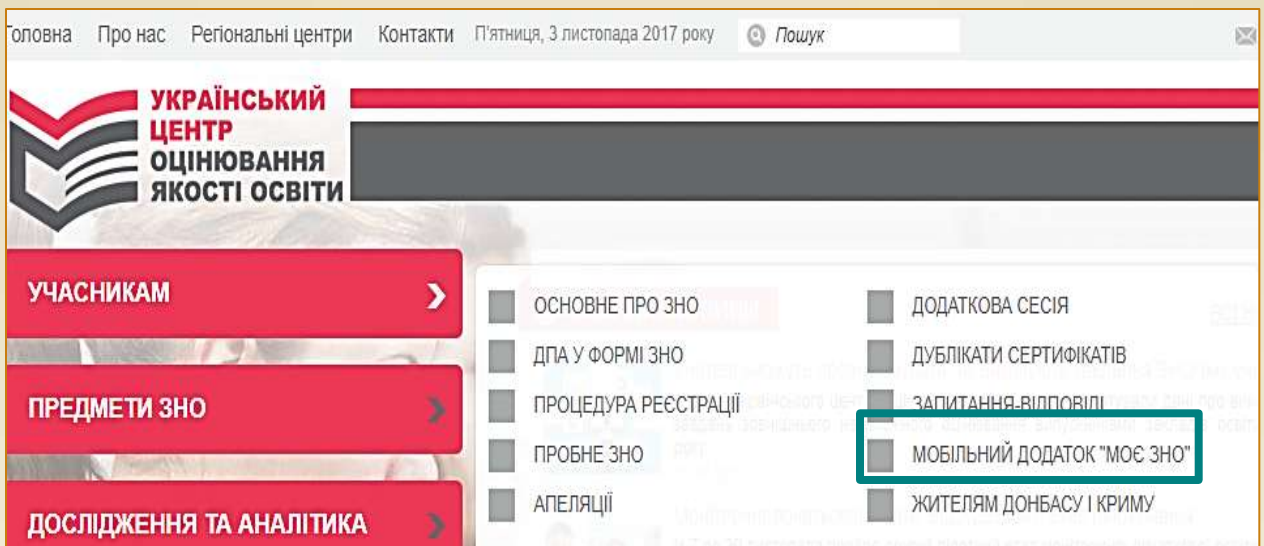 Головна Про нас Регіональні центри Контакти П'ятниця, 3 листопада 2017 року Пошук
УКРАЇНСЬКИЙ
ЦЕНТР
ОЦІНЮВАННЯ
ЯКОСТІ ОСВІТИ
УЧАСНИКАМ
ПРЕДМЕТИ ЗНО
ДОСЛІДЖЕННЯ ТА АНАЛІТИКА
ОСНОВНЕ ПРО ЗНО
ДПА У ФОРМІ ЗНО
ПРОЦЕДУРА РЕЄСТРАЦІЇ
ПРОБНЕ ЗНО
АПЕЛЯЦІЇ
ДОДАТКОВА СЕСІЯ
ДУБЛІКАТИ СЕРТИФІКАТІВ
ЗАПИТАННЯ-ВІДПОВІДІ
МОБІЛЬНИЙ ДОДАТОК "МОЄ ЗНО"
ЖИТЕЛЯМ ДОНБАСУ І КРИМУ